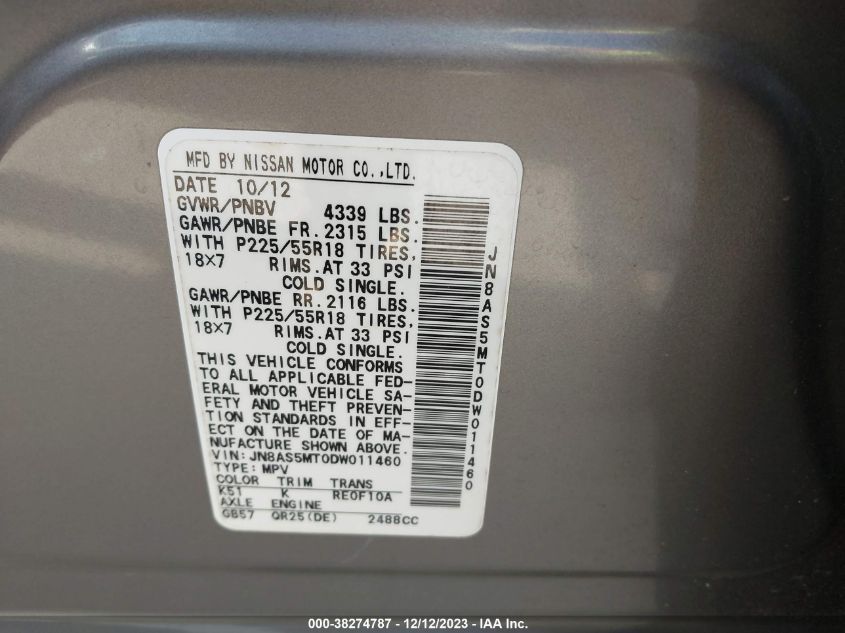 MFD BY NISSAN MOTOR CO.,LTD.
DATE 10/12
GVWR/PNBV 4339 LBS.
GAWR/PNBE FR. 2315 LBS.
WITH P225/55R18 TIRES,
18X7 RIMS.AT 33 PSI
COLD SINGLE.
GAWR/PNBE RR. 2116 LBS.
WITH P225/55R18 TIRES,
18X7 RIMS.AT 33 PSI
COLD SINGLE.
THIS VEHICLE CONFORMS
TO ALL APPLICABLE FED-
ERAL MOTOR VEHICLE SA-
FETY AND THEFT PREVEN-
TION STANDARDS IN EFF-
ECT ON THE DATE OF MA-
NUFACTURE SHOWN ABOVE.
VIN: JN8AS5MT0DW011460
TYPE: MPV
COLOR TRIM TRANS
K51 K RE0F10A
AXLE ENGINE
GB57 QR25(DE) 2488CC
JN8AS5MT0DW011460
000-38274787 - 12/12/2023 - IAA Inc.